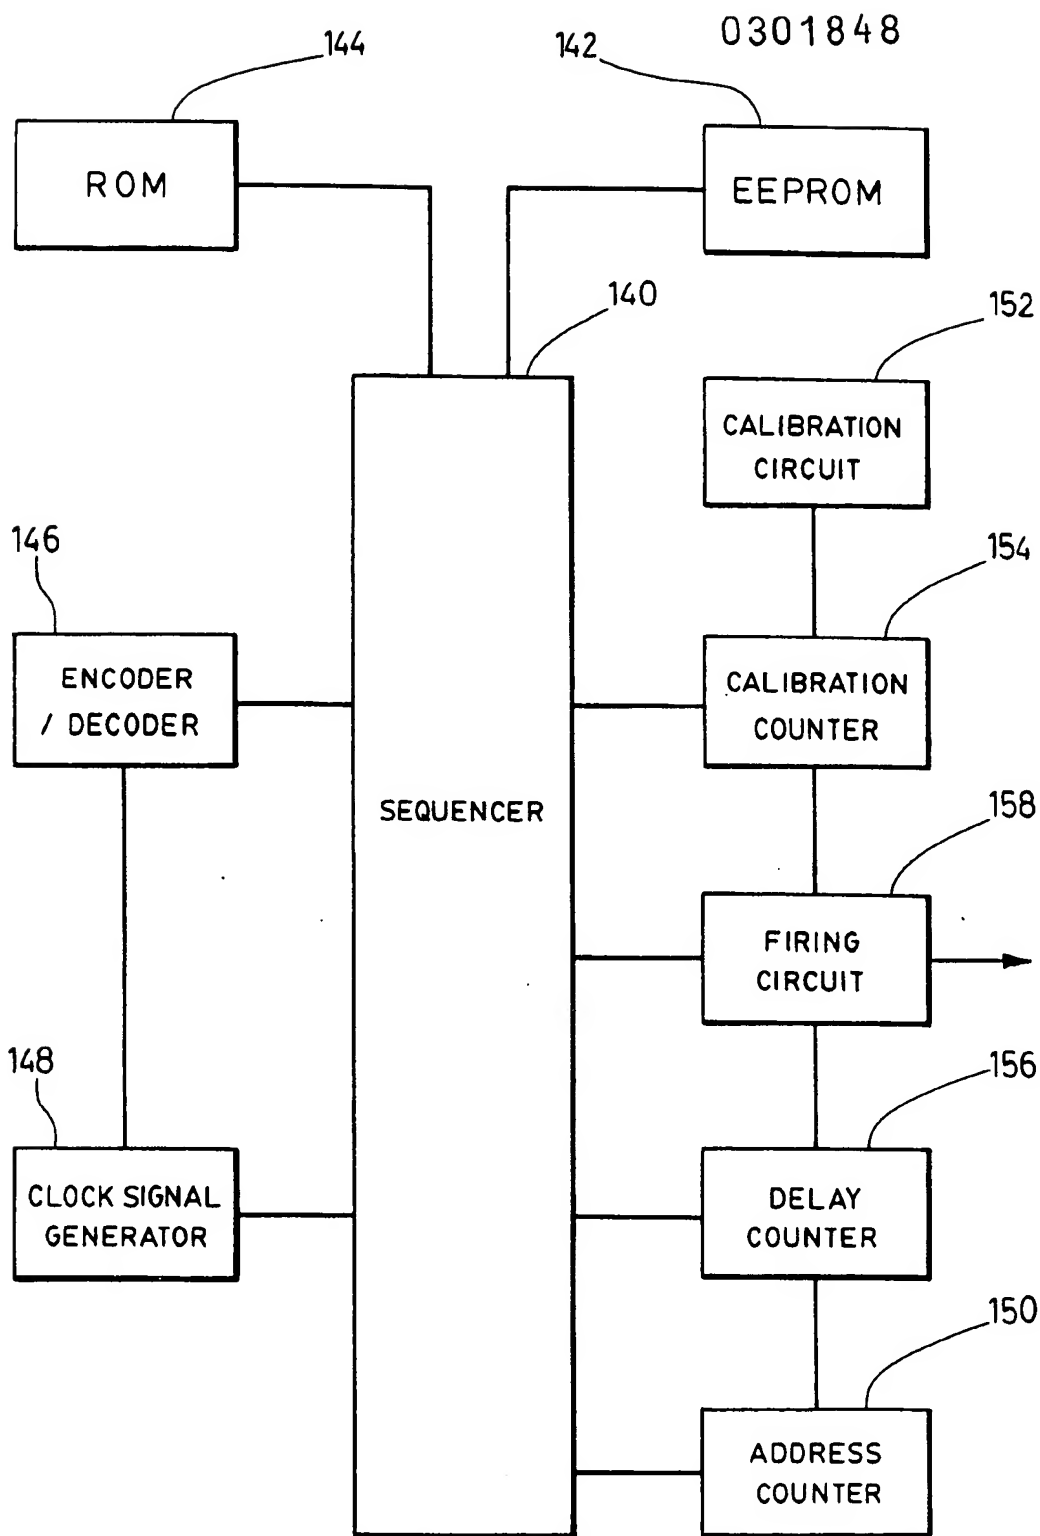 0301848
144
142
ROM
EEPROM
140
152
CALIBRATION
CIRCUIT
146
154
ENCODER
/ DECODER
CALIBRATION
COUNTER
SEQUENCER
158
FIRING
CIRCUIT
148
156
CLOCK SIGNAL
GENERATOR
DELAY
COUNTER
150
ADDRESS
COUNTER